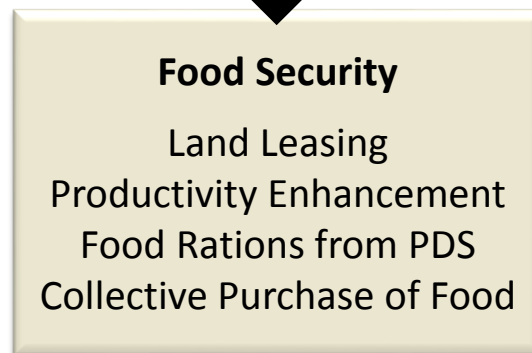 Food Security
Land Leasing
Productivity Enhancement
Food Rations from PDS
Collective Purchase of Food